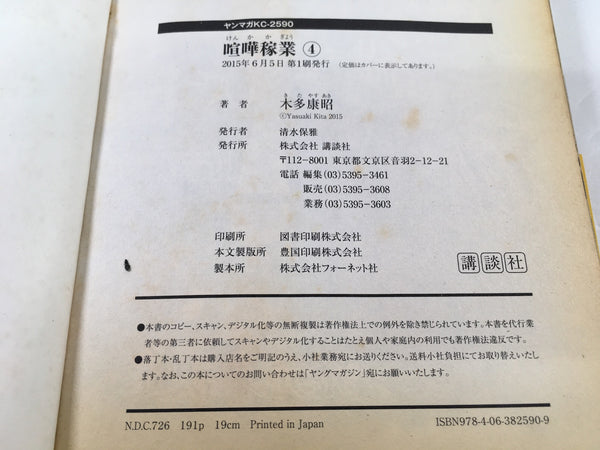 ヤンマガKC-2590
けんかかぎよう
喧嘩稼業 ④
2015年6月5日 第1刷発行 (定価はカバーに表示してあります。)
きたやすあき
著者 木多康昭
©Yasuaki Kita 2015
発行者 清水保雅
発行所 株式会社 講談社
〒112-8001 東京都文京区音羽2-12-21
電話 編集(03)5395-3461
販売(03)5395-3608
業務(03)5395-3603
印刷所 図書印刷株式会社
本文製版所 豊国印刷株式会社
製本所 株式会社フォーネット社
講談社
●本書のコピー、スキャン、デジタル化等の無断複製は著作権法上での例外を除き禁じられています。本書を代行業
者等の第三者に依頼してスキャンやデジタル化することはたとえ個人や家庭内の利用でも著作権法違反です。
●落丁本・乱丁本は購入店名をご明記のうえ、小社業務宛にお送りください。送料小社負担にてお取り替えいたし
ます。なお、この本についてのお問い合わせは「ヤングマガジン」宛にお願いいたします。
N.D.C.726 191p 19cm Printed in Japan
ISBN978-4-06-382590-9